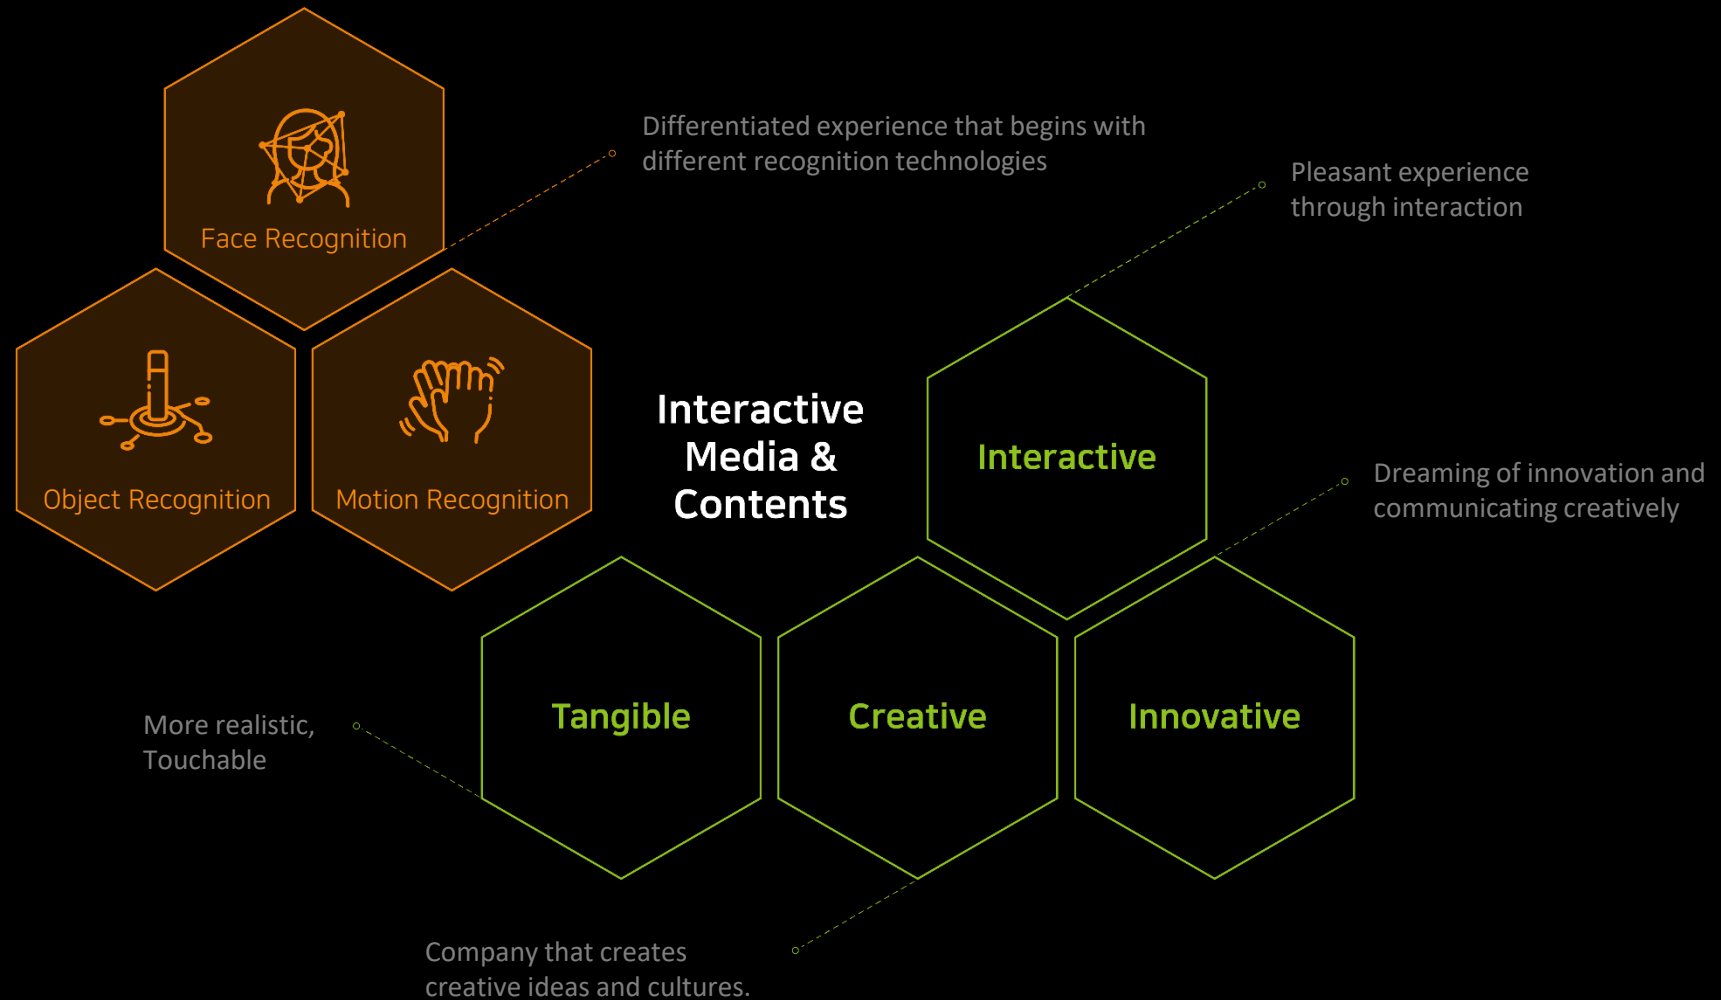 Face Recognition
Differentiated experience that begins with
different recognition technologies
Pleasant experience
through interaction
Object Recognition
Motion Recognition
Interactive
Media &
Contents
Interactive
Dreaming of innovation and
communicating creatively
Tangible
Creative
Innovative
More realistic,
Touchable
Company that creates
creative ideas and cultures.